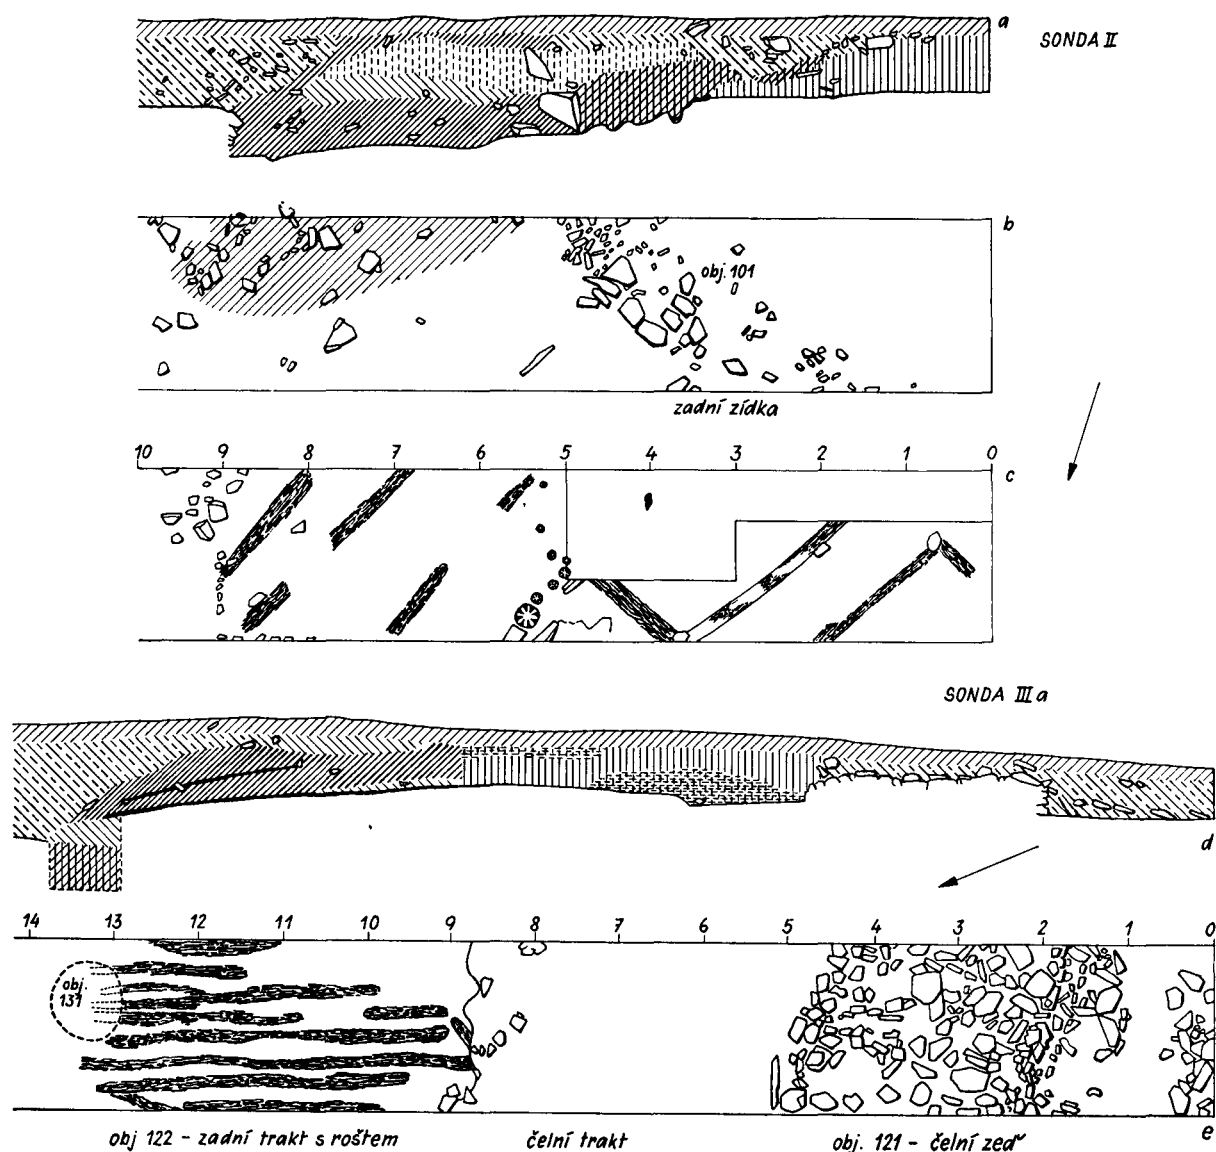 a
SONDA II
b
obj. 101
zadní zídka
10 9 8 7 6 5 4 3 2 1 0
c
SONDA III a
d
14 13 12 11 10 9 8 7 6 5 4 3 2 1 0
obj.
131
obj 122 - zadní trakt s roštem čelní trakt obj. 121 - čelní zeď
e